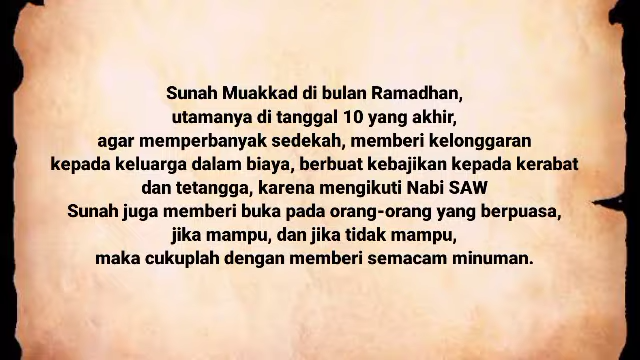 Sunah Muakkad di bulan Ramadhan,
utamanya di tanggal 10 yang akhir,
agar memperbanyak sedekah, memberi kelonggaran
kepada keluarga dalam biaya, berbuat kebajikan kepada kerabat
dan tetangga, karena mengikuti Nabi SAW
Sunah juga memberi buka pada orang-orang yang berpuasa,
jika mampu, dan jika tidak mampu,
maka cukuplah dengan memberi semacam minuman.